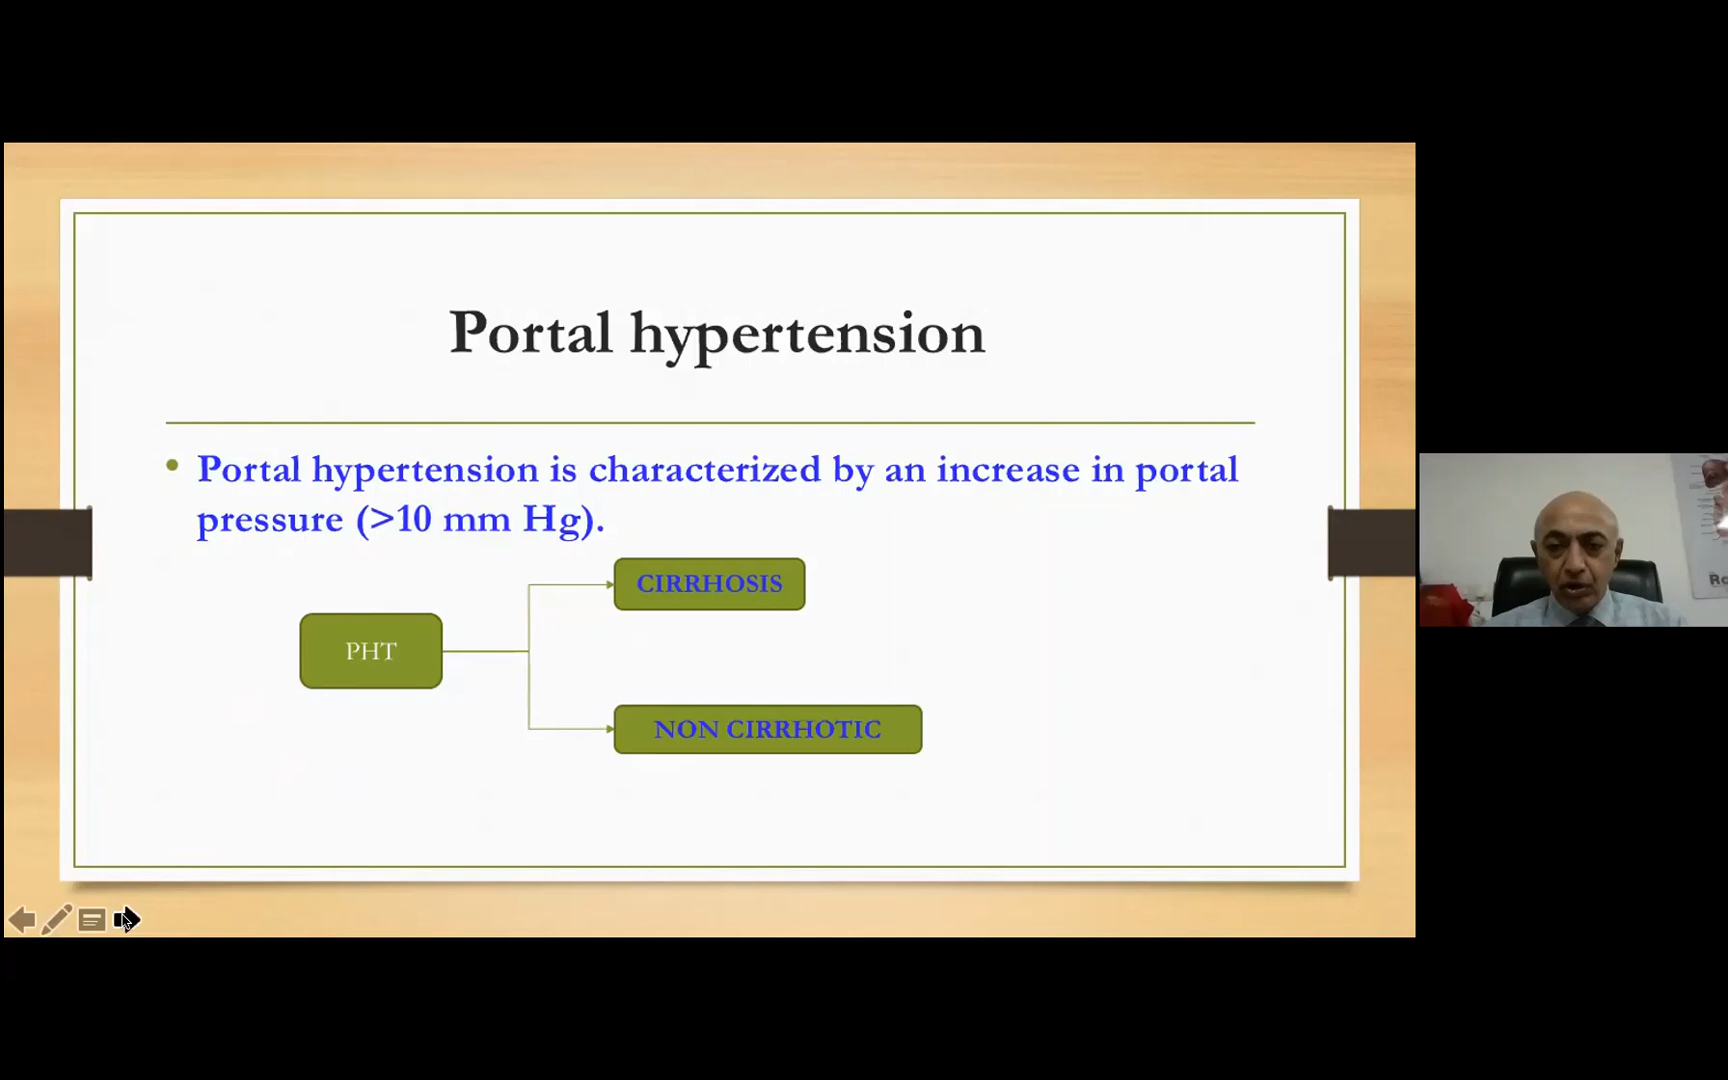 Portal hypertension
• Portal hypertension is characterized by an increase in portal
pressure (>10 mm Hg).
CIRRHOSIS
PHT
NON CIRRHOTIC